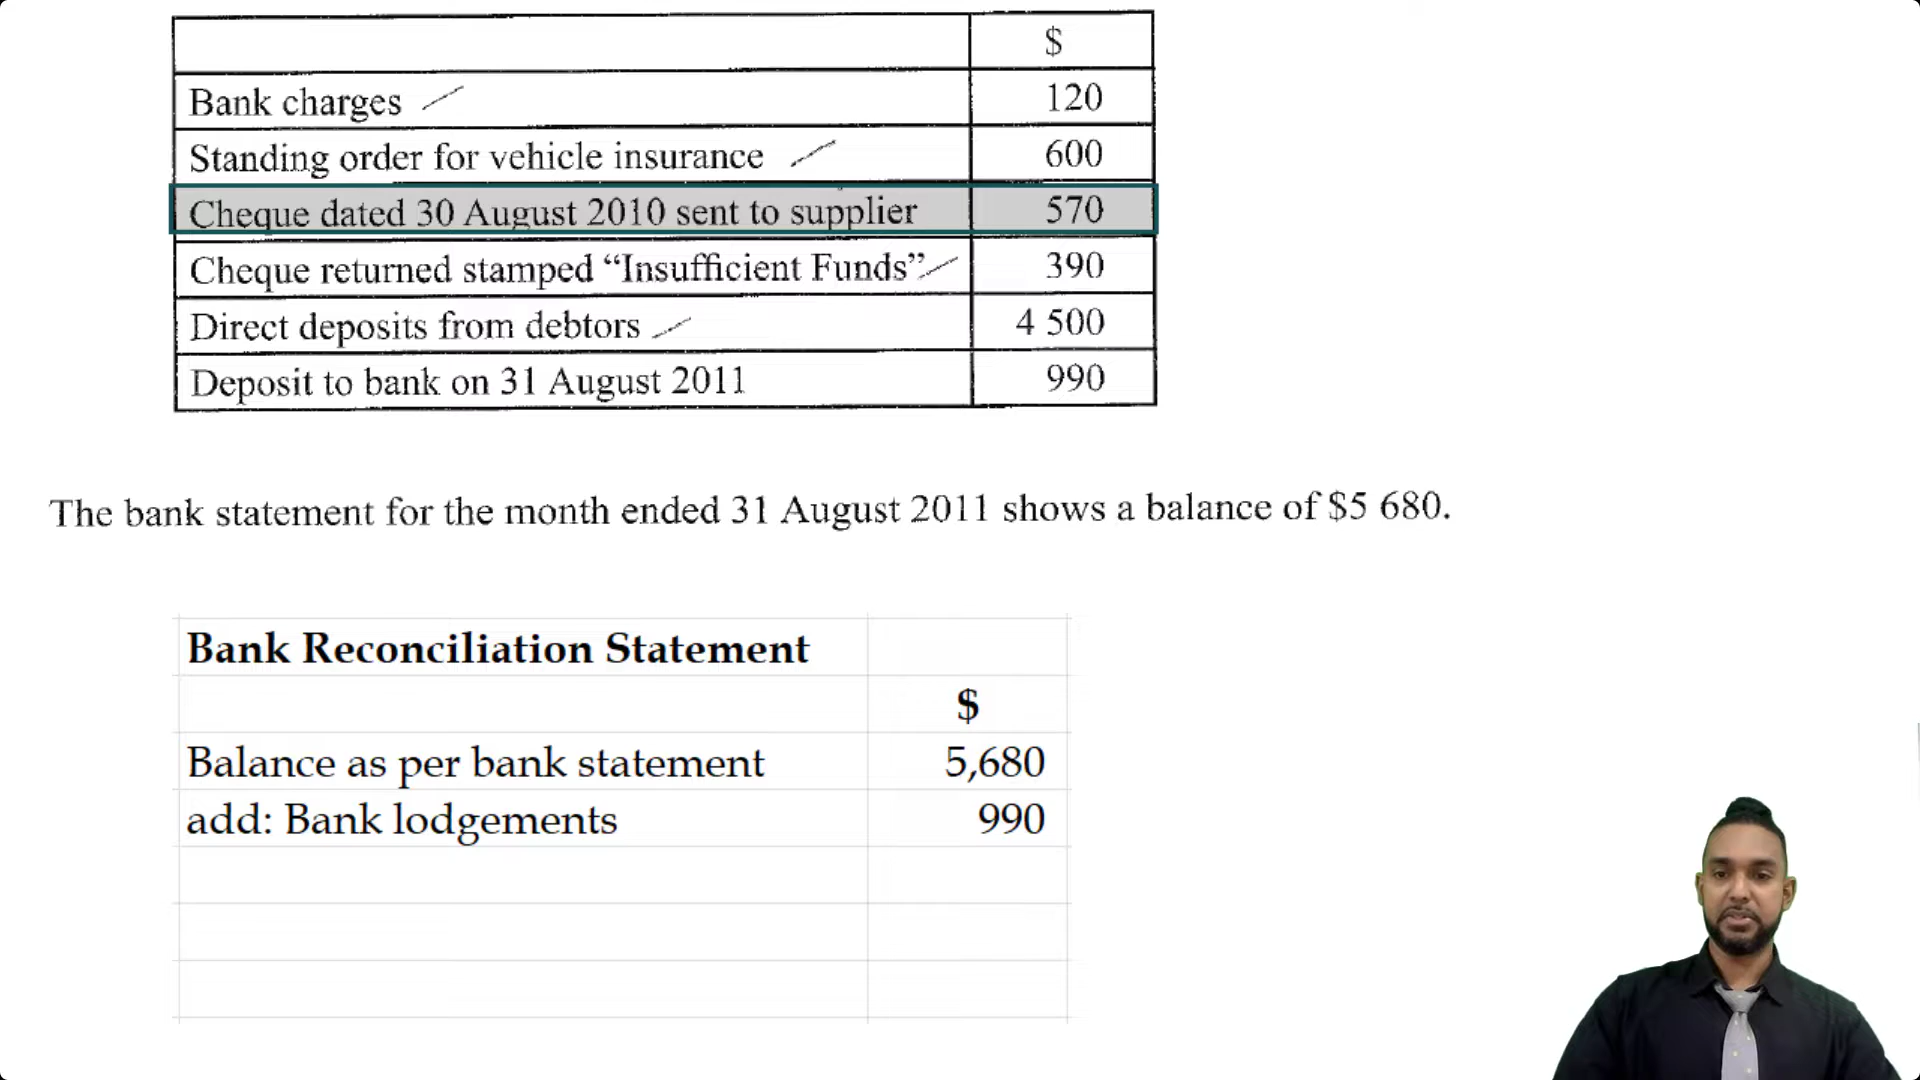 $
Bank charges 120
Standing order for vehicle insurance 600
Cheque dated 30 August 2010 sent to supplier 570
Cheque returned stamped “Insufficient Funds” 390
Direct deposits from debtors 4 500
Deposit to bank on 31 August 2011 990
The bank statement for the month ended 31 August 2011 shows a balance of $5 680.
Bank Reconciliation Statement
$
Balance as per bank statement 5,680
add: Bank lodgements 990